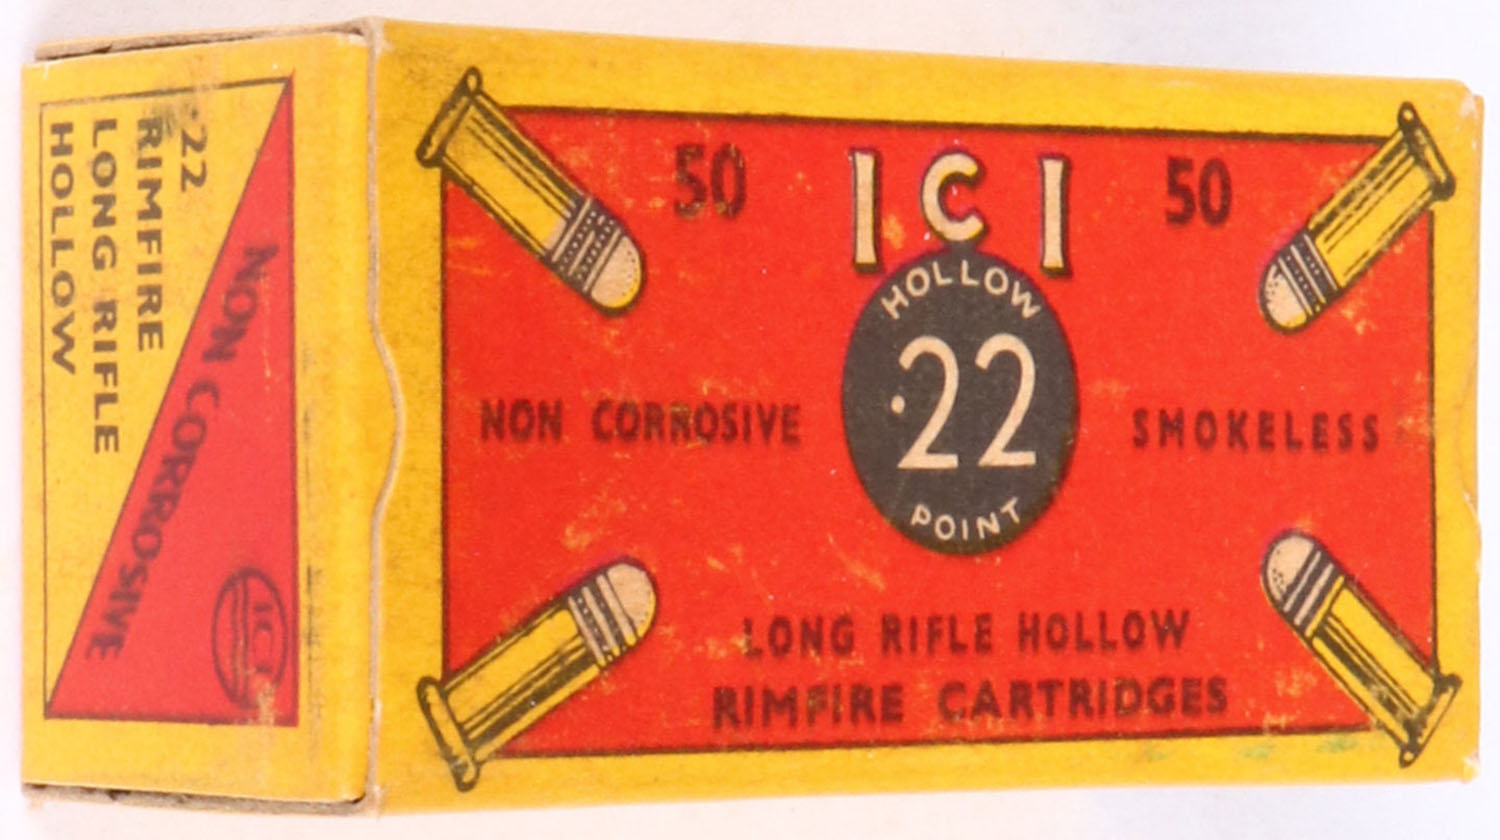 .22
RIMFIRE
LONG RIFLE
HOLLOW
NON CORROSIVE
ICI
50 ICI 50
HOLLOW
.22
POINT
NON CORROSIVE SMOKELESS
LONG RIFLE HOLLOW
RIMFIRE CARTRIDGES